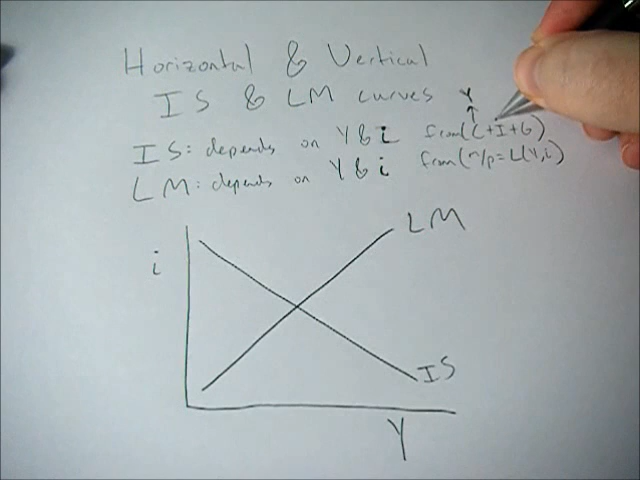 Horizontal & Vertical
IS & LM curves
Y
IS: depends on Y & i from (C+I+G)
LM: depends on Y & i from (M/P = L(Y,i)
LM
i
IS
Y